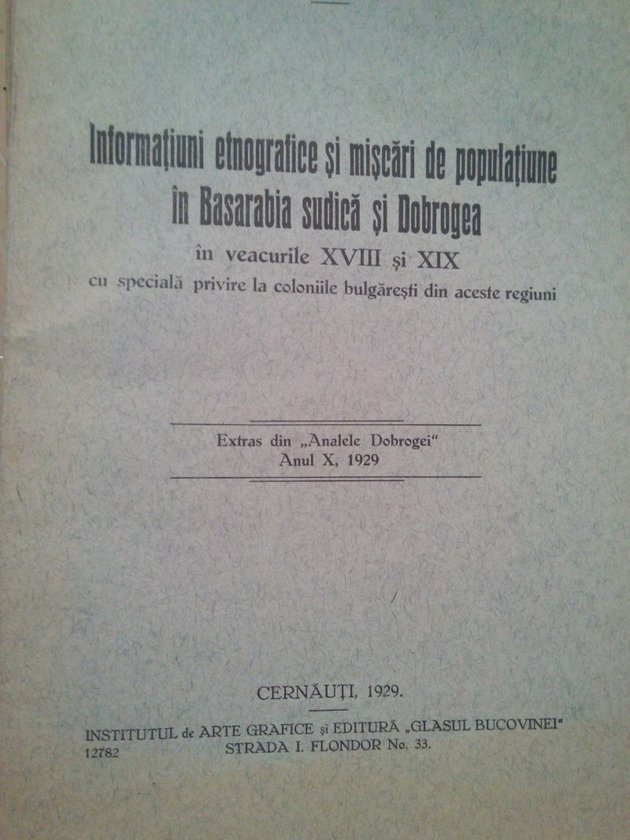 Informațiuni etnografice și mișcări de populațiune
în Basarabia sudică și Dobrogea
în veacurile XVIII și XIX
cu specială privire la coloniile bulgărești din aceste regiuni
Extras din „Analele Dobrogei“
Anul X, 1929
CERNĂUȚI, 1929.
INSTITUTUL de ARTE GRAFICE și EDITURĂ „GLASUL BUCOVINEI“
12782 STRADA I. FLONDOR No. 33.